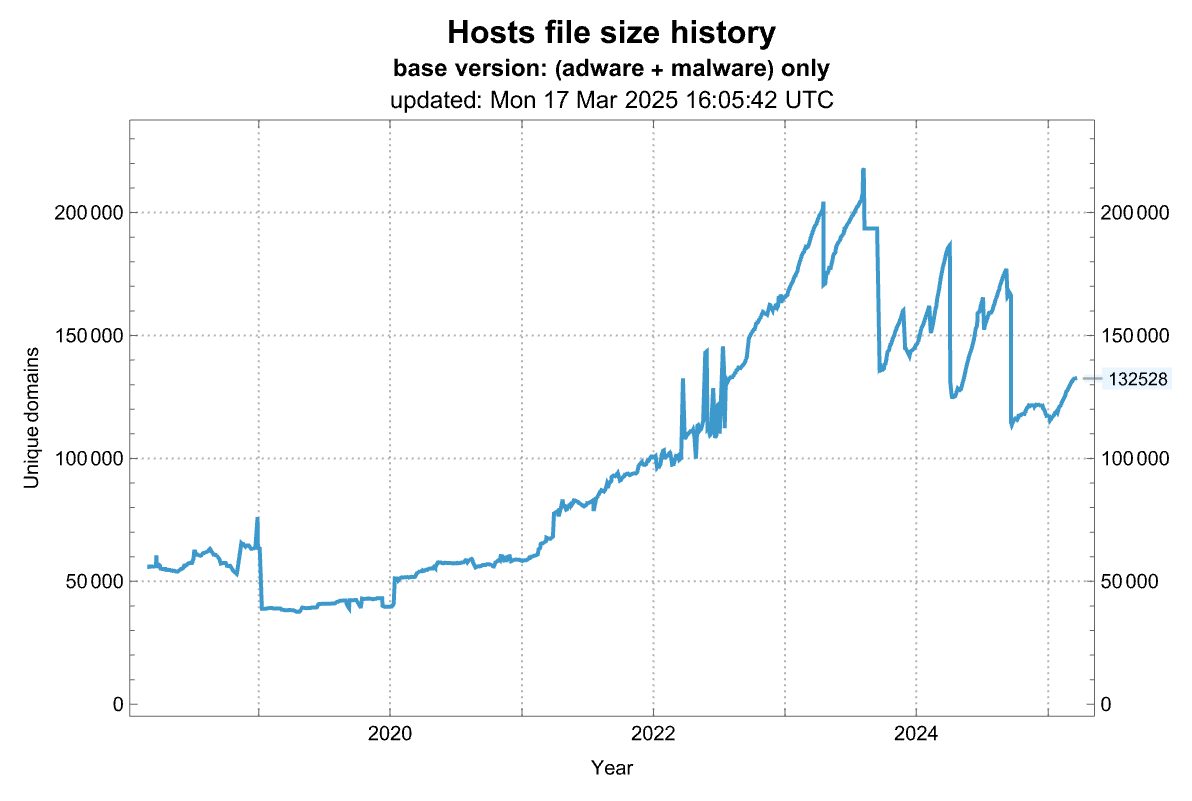 Hosts file size history
base version: (adware + malware) only
updated: Mon 17 Mar 2025 16:05:42 UTC
200 000
200 000
150 000
150 000
132528
100 000
100 000
50 000
50 000
0
0
Unique domains
2020
2022
2024
Year